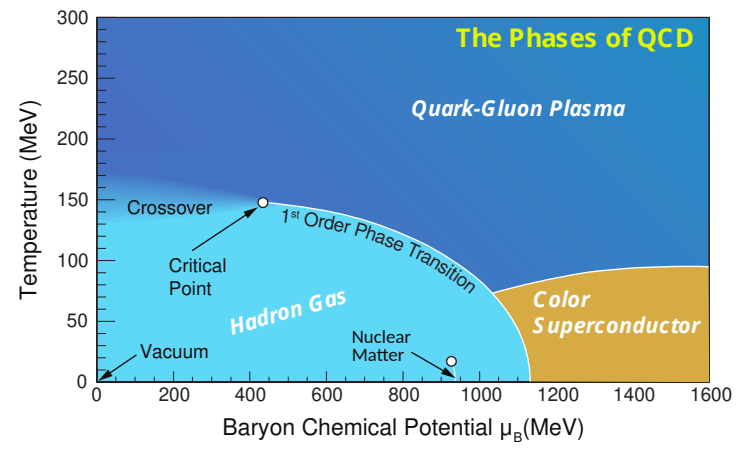 The Phases of QCD
Quark-Gluon Plasma
Crossover
1st Order Phase Transition
Critical
Point
Hadron Gas
Color
Superconductor
Nuclear
Matter
Vacuum
Temperature (MeV)
300
250
200
150
100
50
0
0 200 400 600 800 1000 1200 1400 1600
Baryon Chemical Potential μB(MeV)